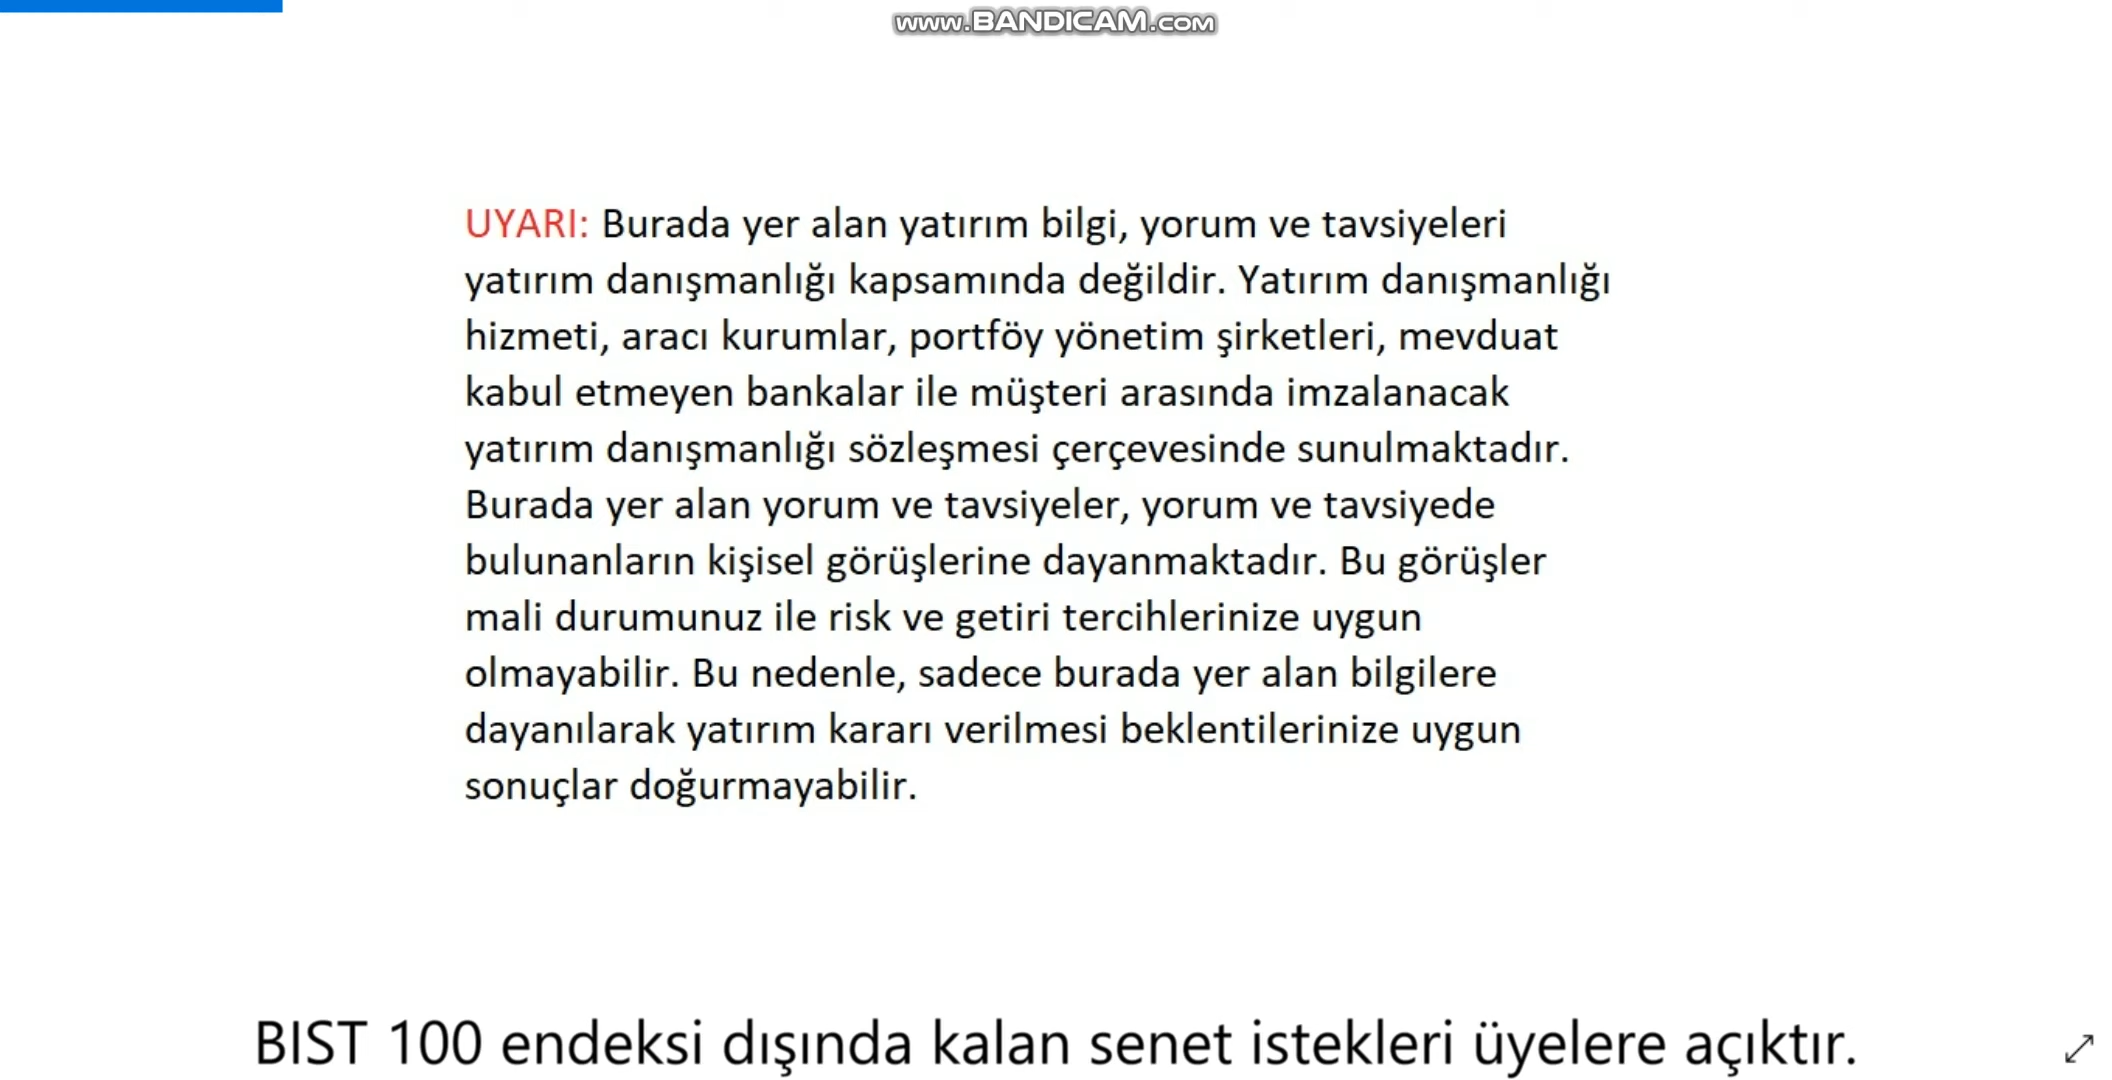 www.BANDICAM.com
UYARI: Burada yer alan yatırım bilgi, yorum ve tavsiyeleri
yatırım danışmanlığı kapsamında değildir. Yatırım danışmanlığı
hizmeti, aracı kurumlar, portföy yönetim şirketleri, mevduat
kabul etmeyen bankalar ile müşteri arasında imzalanacak
yatırım danışmanlığı sözleşmesi çerçevesinde sunulmaktadır.
Burada yer alan yorum ve tavsiyeler, yorum ve tavsiyede
bulunanların kişisel görüşlerine dayanmaktadır. Bu görüşler
mali durumunuz ile risk ve getiri tercihlerinize uygun
olmayabilir. Bu nedenle, sadece burada yer alan bilgilere
dayanılarak yatırım kararı verilmesi beklentilerinize uygun
sonuçlar doğurmayabilir.
BIST 100 endeksi dışında kalan senet istekleri üyelere açıktır.